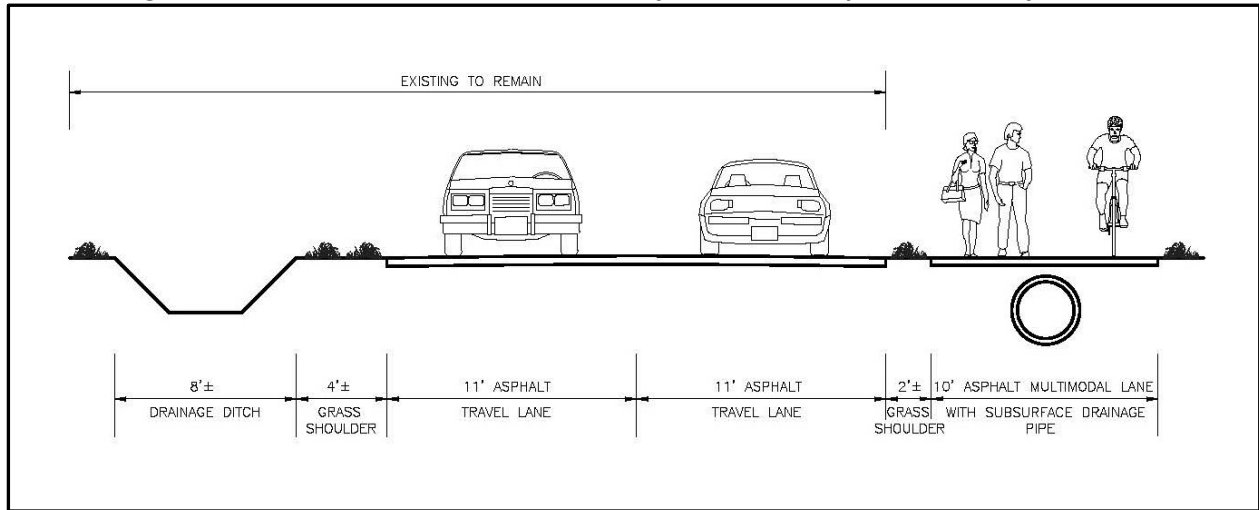 EXISTING TO REMAIN
8'±
DRAINAGE DITCH
4'±
GRASS
SHOULDER
11' ASPHALT
TRAVEL LANE
11' ASPHALT
TRAVEL LANE
2'±
GRASS
SHOULDER
10' ASPHALT MULTIMODAL LANE
WITH SUBSURFACE DRAINAGE
PIPE